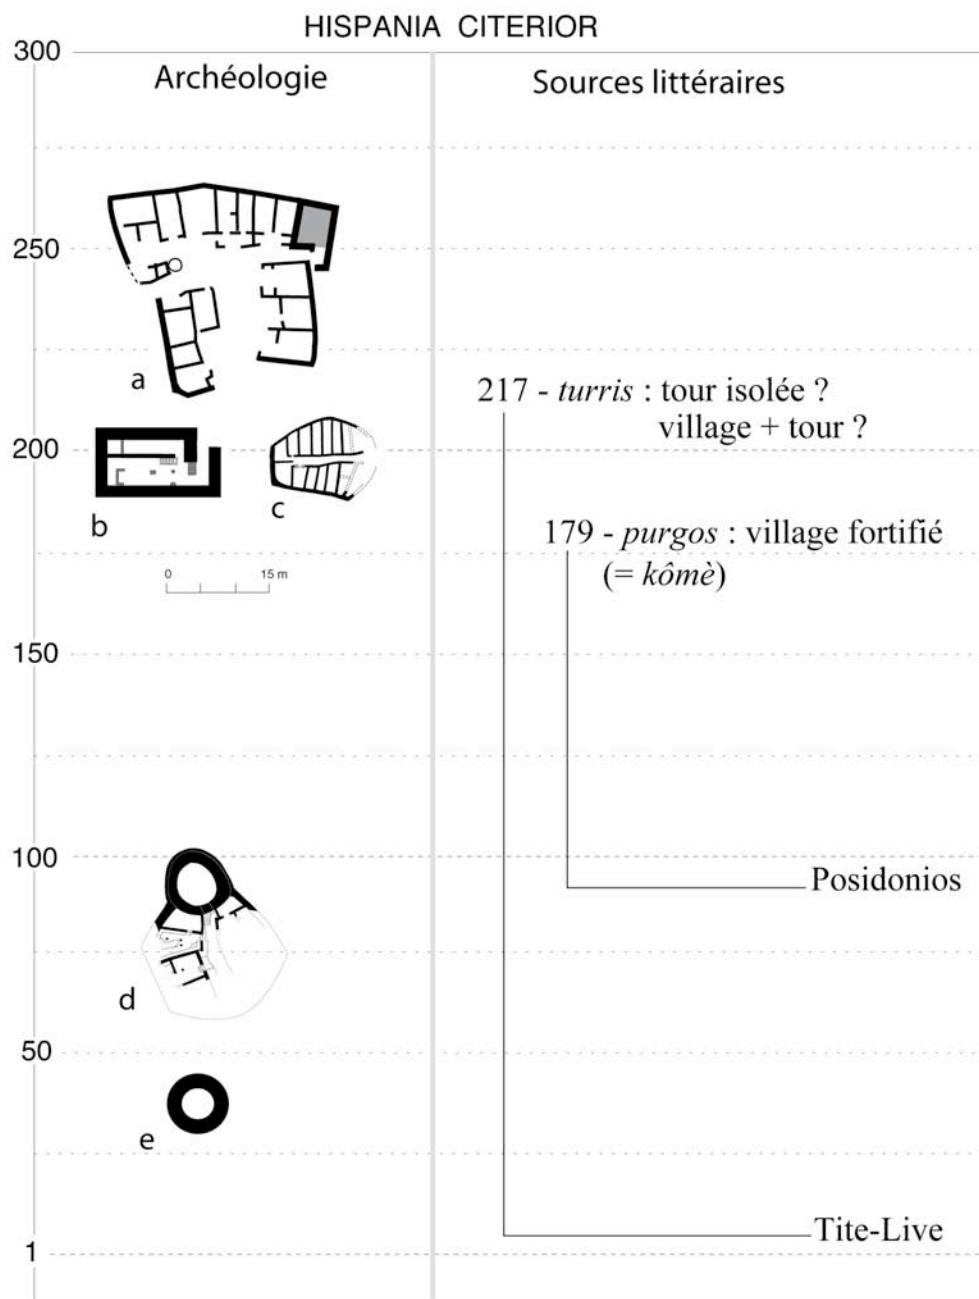 HISPANIA CITERIOR
300
Archéologie
Sources littéraires
250
a
217 - turris : tour isolée ?
village + tour ?
200
b
c
179 - purgos : village fortifié
(= kômè)
0 15 m
150
100
Posidonios
d
50
e
Tite-Live
1